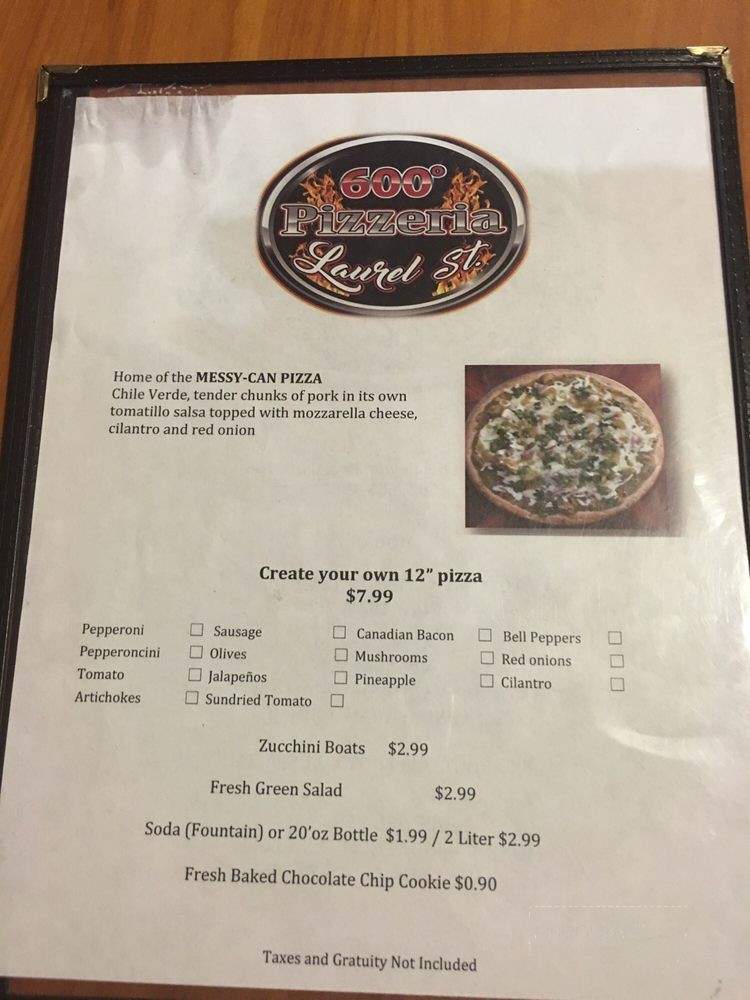 600°
Pizzeria
Laurel St.
Home of the MESSY-CAN PIZZA
Chile Verde, tender chunks of pork in its own
tomatillo salsa topped with mozzarella cheese,
cilantro and red onion
Create your own 12” pizza
$7.99
Pepperoni ☐ Sausage ☐ Canadian Bacon ☐ Bell Peppers ☐
Pepperoncini ☐ Olives ☐ Mushrooms ☐ Red onions ☐
Tomato ☐ Jalapeños ☐ Pineapple ☐ Cilantro ☐
Artichokes ☐ Sundried Tomato ☐
Zucchini Boats $2.99
Fresh Green Salad $2.99
Soda (Fountain) or 20'oz Bottle $1.99 / 2 Liter $2.99
Fresh Baked Chocolate Chip Cookie $0.90
Taxes and Gratuity Not Included